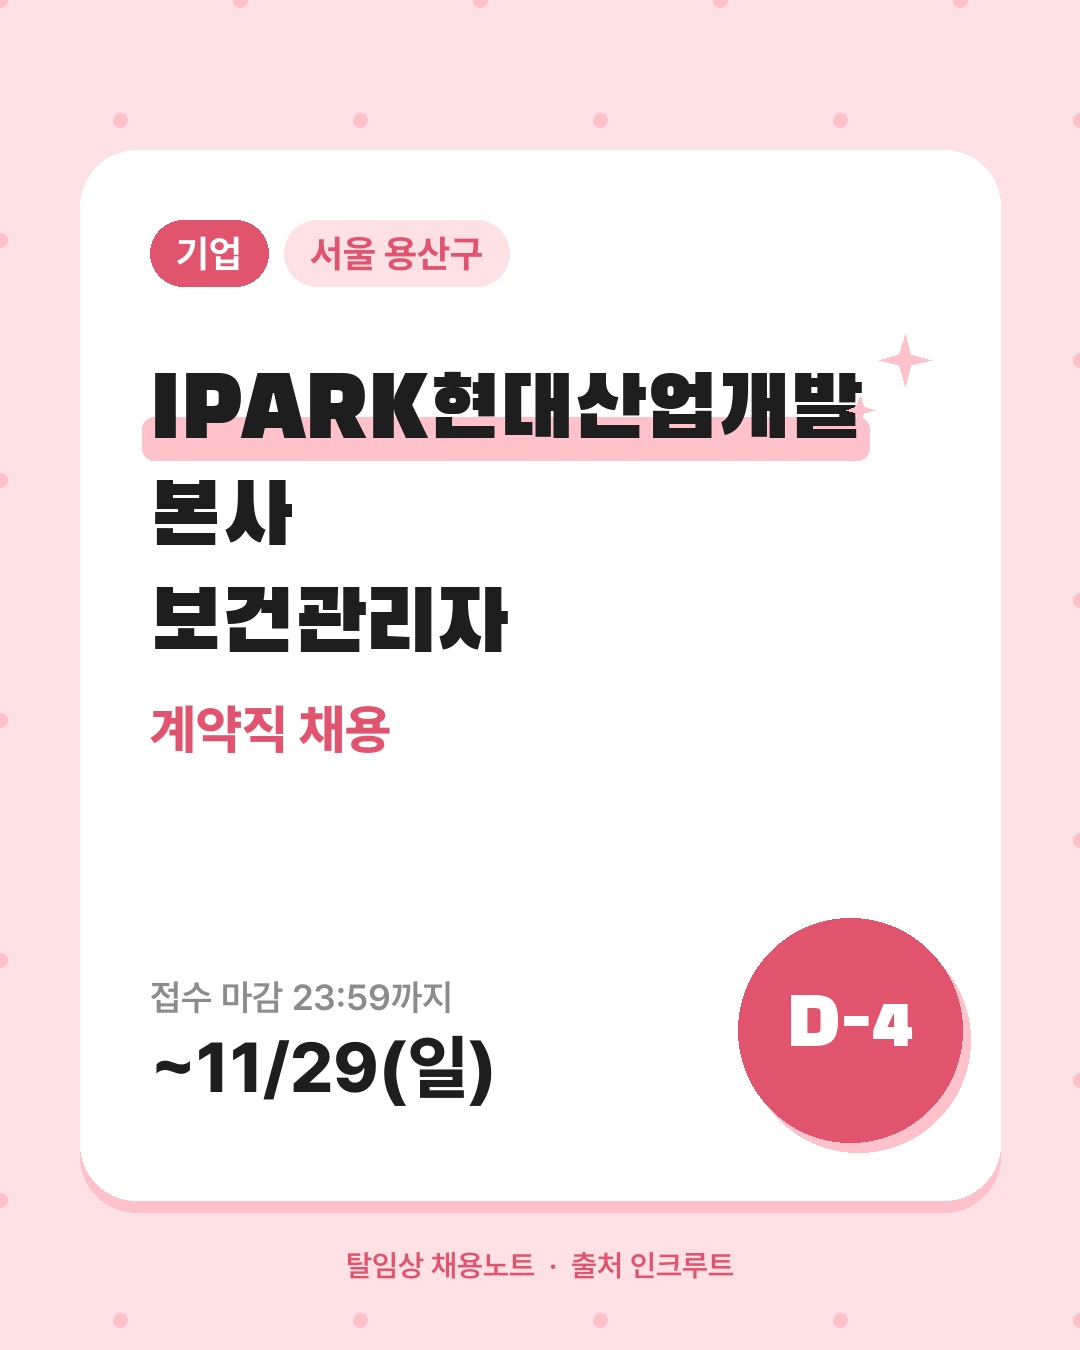 기업 서울 용산구
IPARK현대산업개발
본사
보건관리자
계약직 채용
접수 마감 23:59까지
~11/29(일)
D-4
탈임상 채용노트 · 출처 인크루트